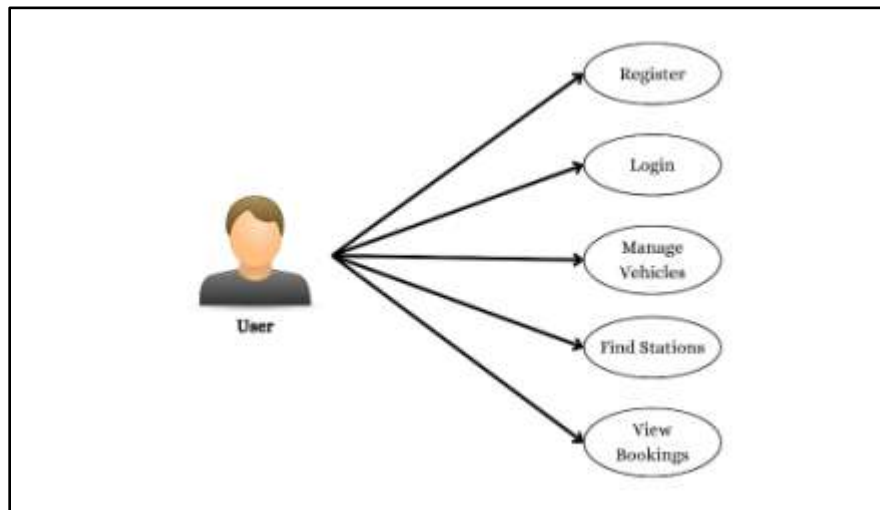 Register
Login
Manage
Vehicles
User
Find Stations
View
Bookings